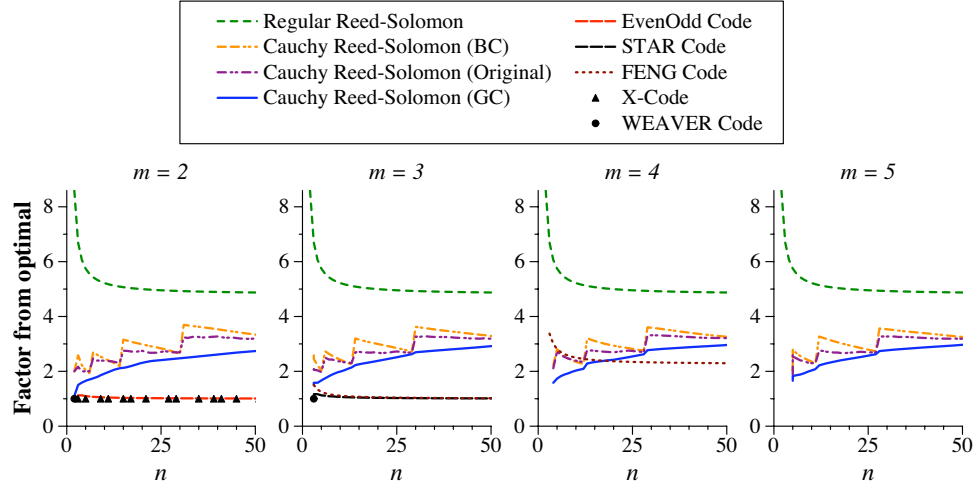 Regular Reed-Solomon
Cauchy Reed-Solomon (BC)
Cauchy Reed-Solomon (Original)
Cauchy Reed-Solomon (GC)
EvenOdd Code
STAR Code
FENG Code
X-Code
WEAVER Code
m = 2
m = 3
m = 4
m = 5
Factor from optimal
8
6
4
2
0
0
25
50
n
8
6
4
2
0
0
25
50
n
8
6
4
2
0
0
25
50
n
8
6
4
2
0
0
25
50
n